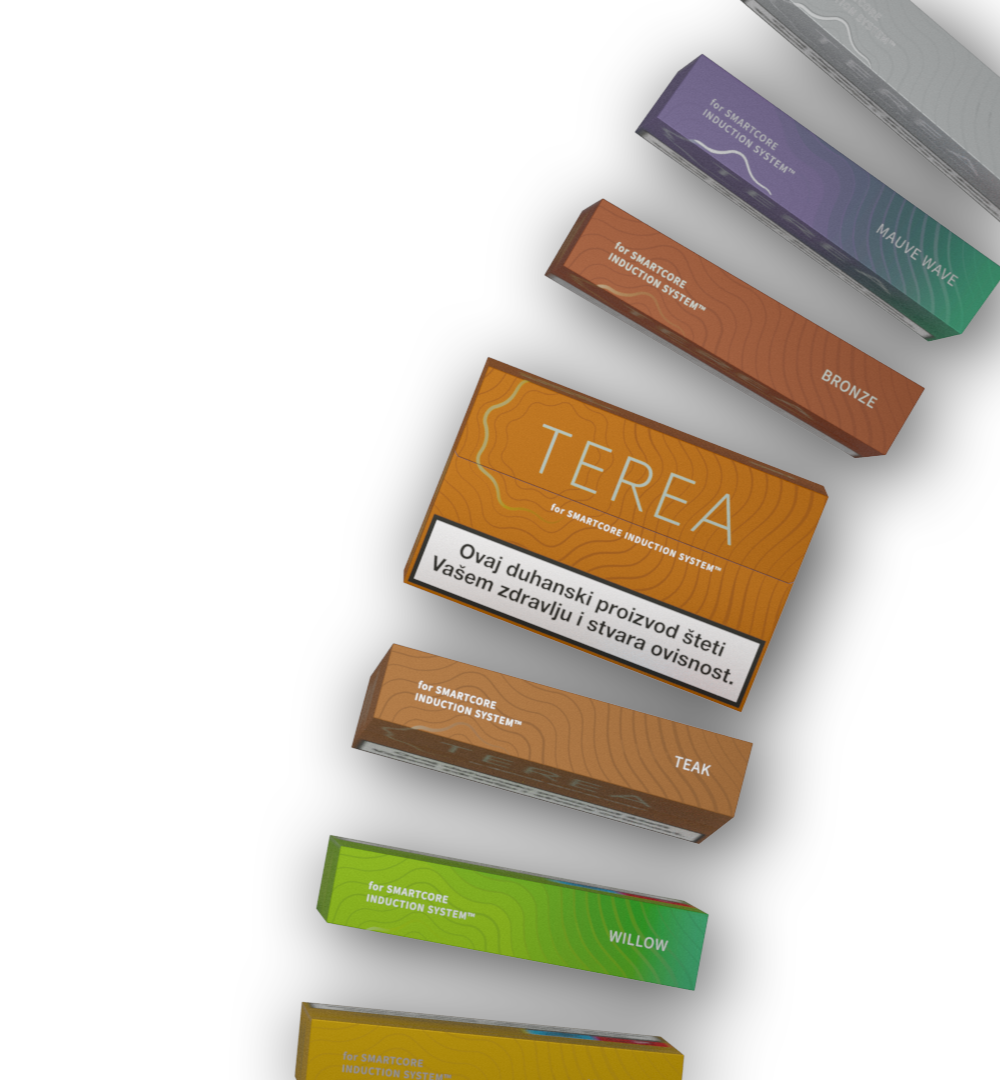 for SMARTCORE
INDUCTION SYSTEM™
MAUVE WAVE
for SMARTCORE
INDUCTION SYSTEM™
BRONZE
TEREA
for SMARTCORE INDUCTION SYSTEM™
Ovaj duhanski proizvod šteti
Vašem zdravlju i stvara ovisnost.
for SMARTCORE
INDUCTION SYSTEM™
TEAK
TEREA
for SMARTCORE
INDUCTION SYSTEM™
WILLOW
for SMARTCORE
INDUCTION SYSTEM™